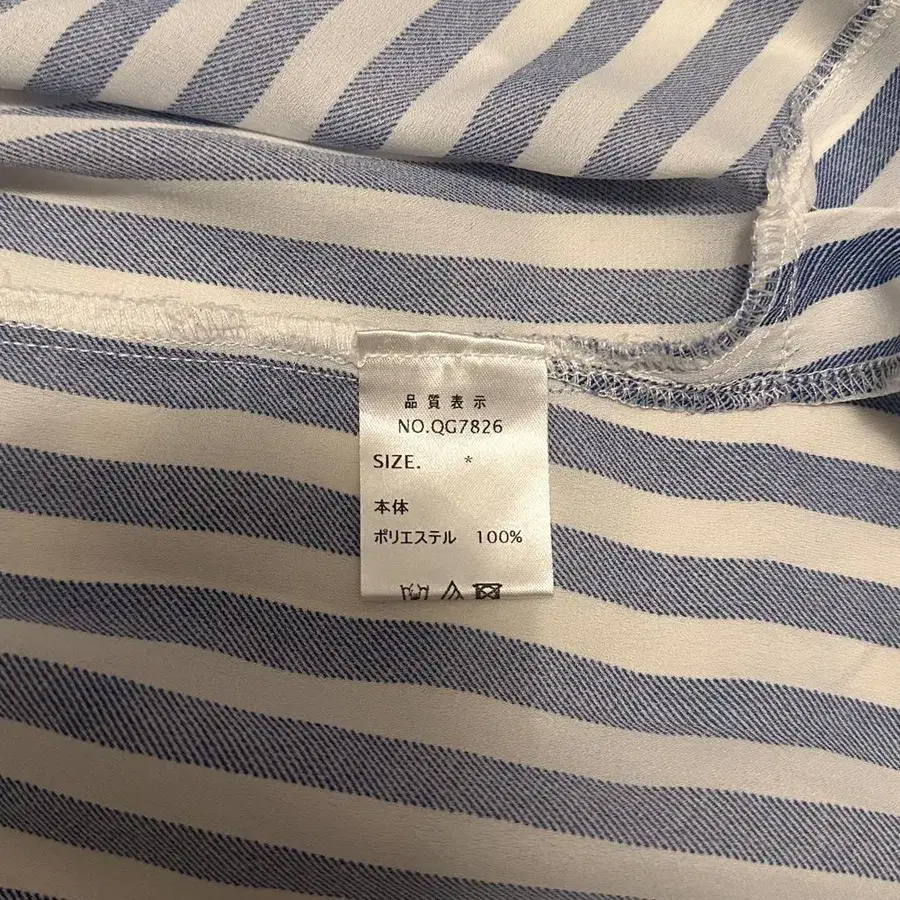 品質表示
NO.QG7826
SIZE. *
本体
ポリエステル 100%